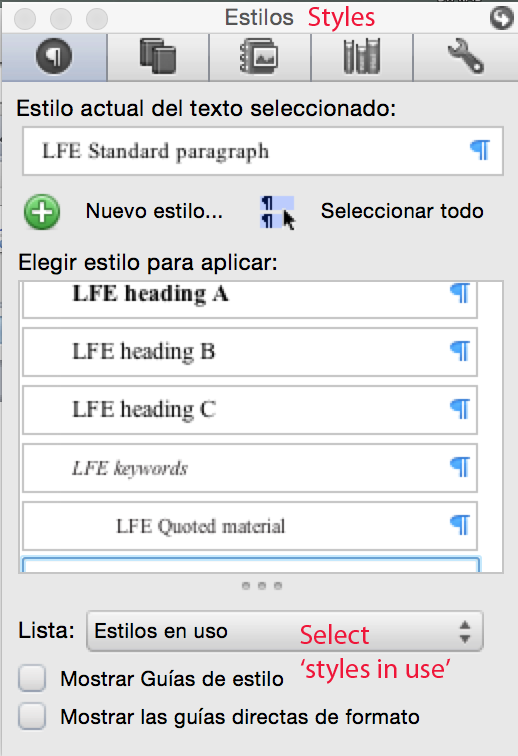 Estilos Styles
Estilo actual del texto seleccionado:
LFE Standard paragraph
Nuevo estilo... Seleccionar todo
Elegir estilo para aplicar:
LFE heading A
LFE heading B
LFE heading C
LFE keywords
LFE Quoted material
Lista: Estilos en uso
Select
‘styles in use’
Mostrar Guías de estilo
Mostrar las guías directas de formato